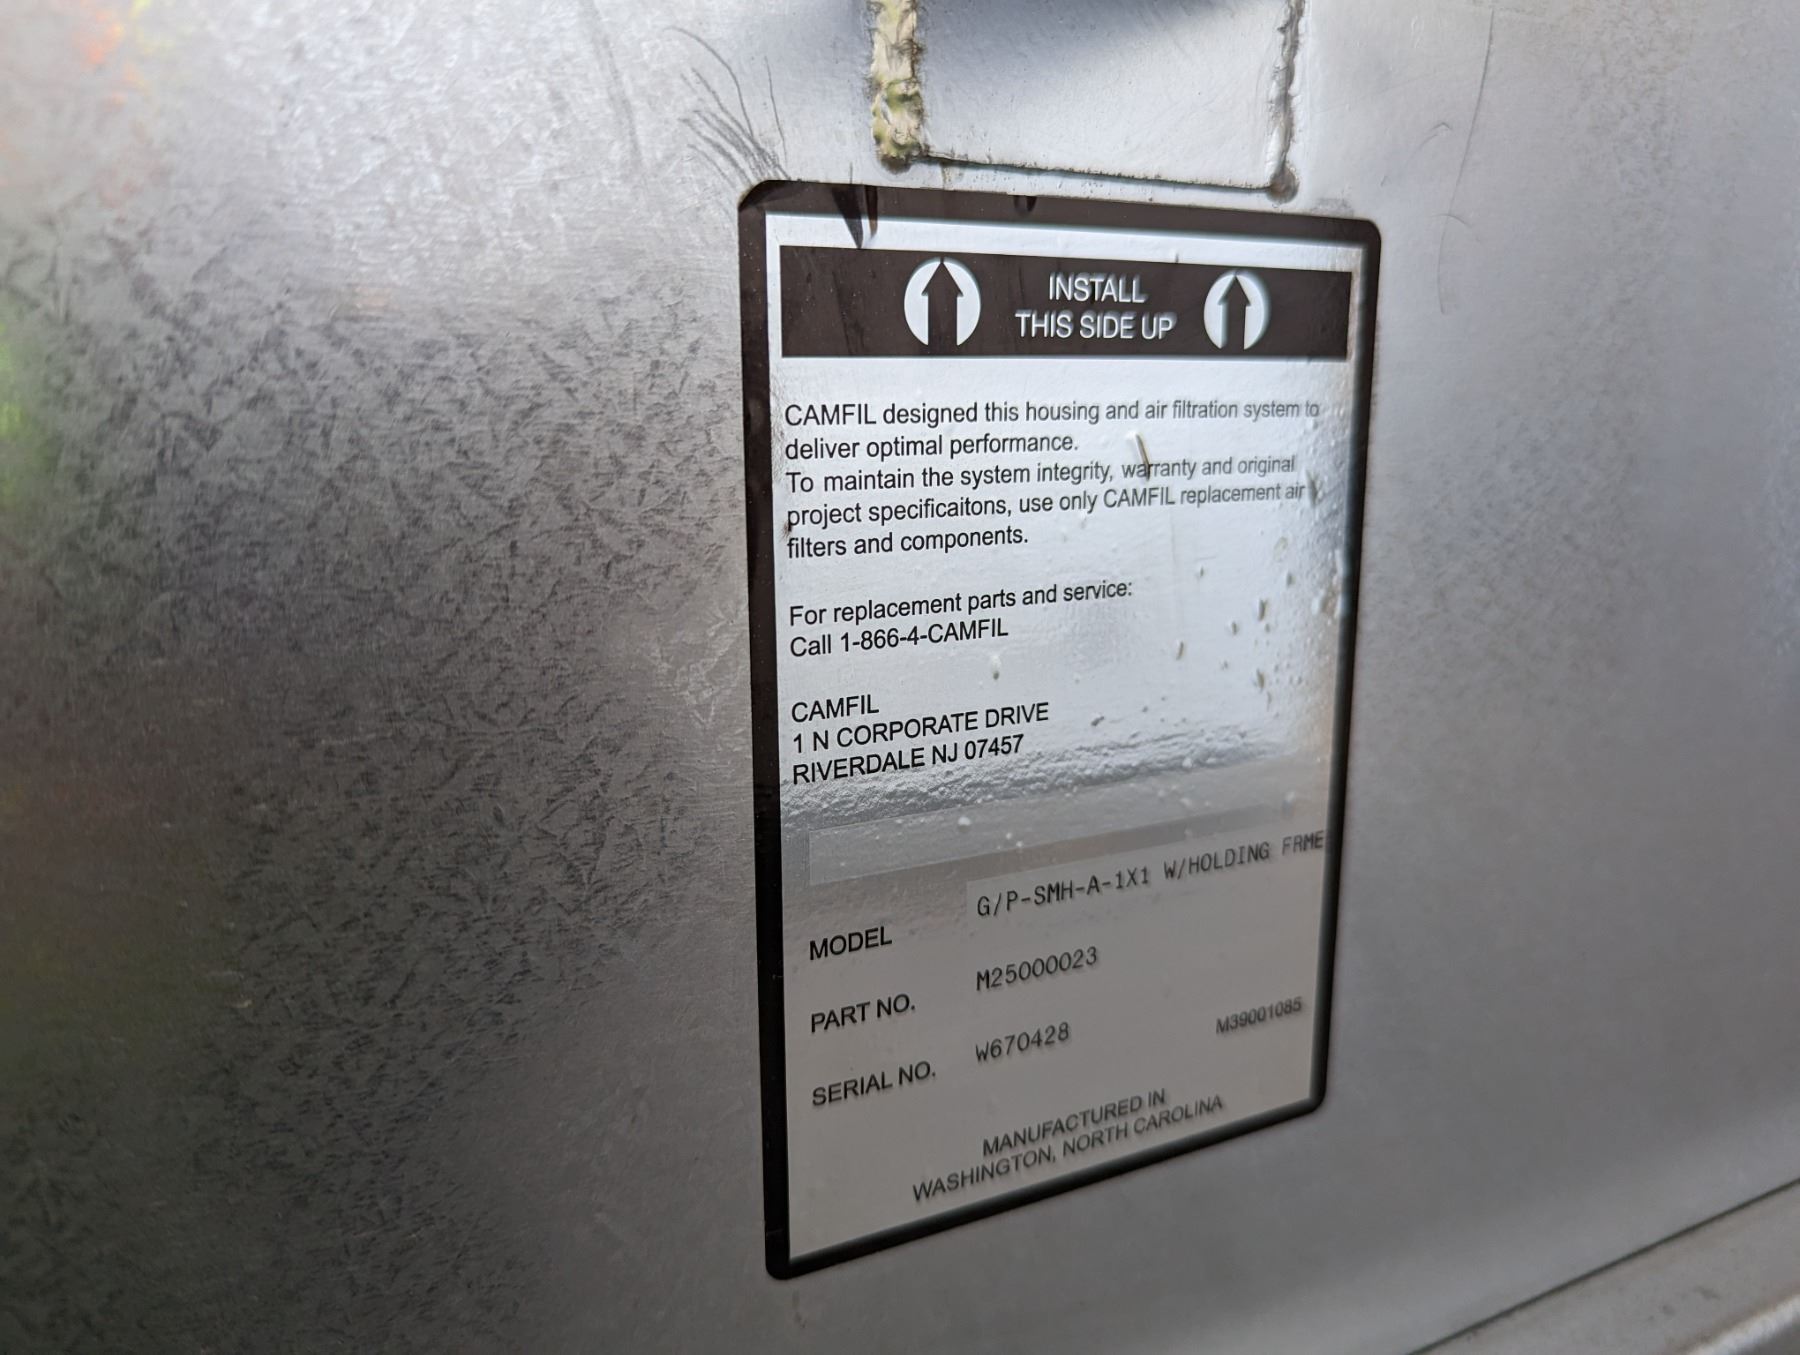 INSTALL
THIS SIDE UP
CAMFIL designed this housing and air filtration system to
deliver optimal performance.
To maintain the system integrity, warranty and original
project specificaitons, use only CAMFIL replacement air
filters and components.
For replacement parts and service:
Call 1-866-4-CAMFIL
CAMFIL
1 N CORPORATE DRIVE
RIVERDALE NJ 07457
MODEL G/P-SMH-A-1X1 W/HOLDING FRME
PART NO. M25000023
SERIAL NO. W670428 M39001085
MANUFACTURED IN
WASHINGTON, NORTH CAROLINA